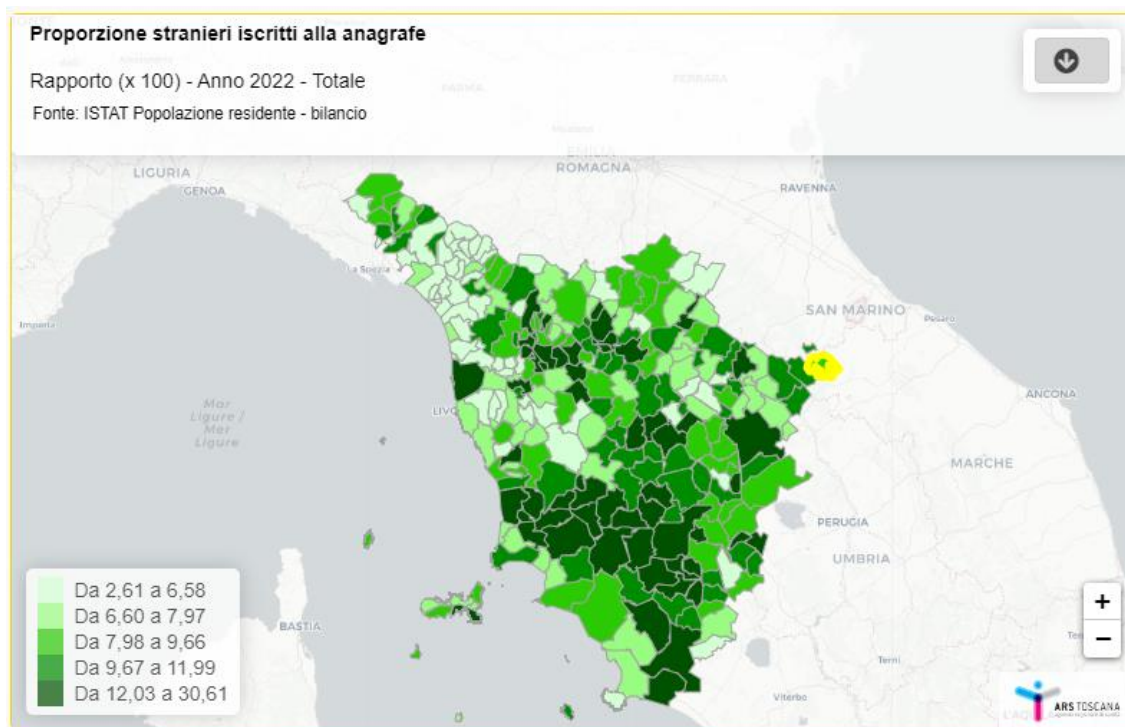 Proporzione stranieri iscritti alla anagrafe
Rapporto (x 100) - Anno 2022 - Totale
Fonte: ISTAT Popolazione residente - bilancio
PARMA
FERRARA
EMILIA
ROMAGNA
LIGURIA
GENOA
RAVENNA
La Spezia
SAN MARINO
Pesaro
Imperia
ANCONA
Mar
Ligure /
Mer
Ligure
LIVO
MARCHE
PERUGIA
UMBRIA
BASTIA
Terni
Viterbo
Da 2,61 a 6,58
Da 6,60 a 7,97
Da 7,98 a 9,66
Da 9,67 a 11,99
Da 12,03 a 30,61
+
−
ARS TOSCANA